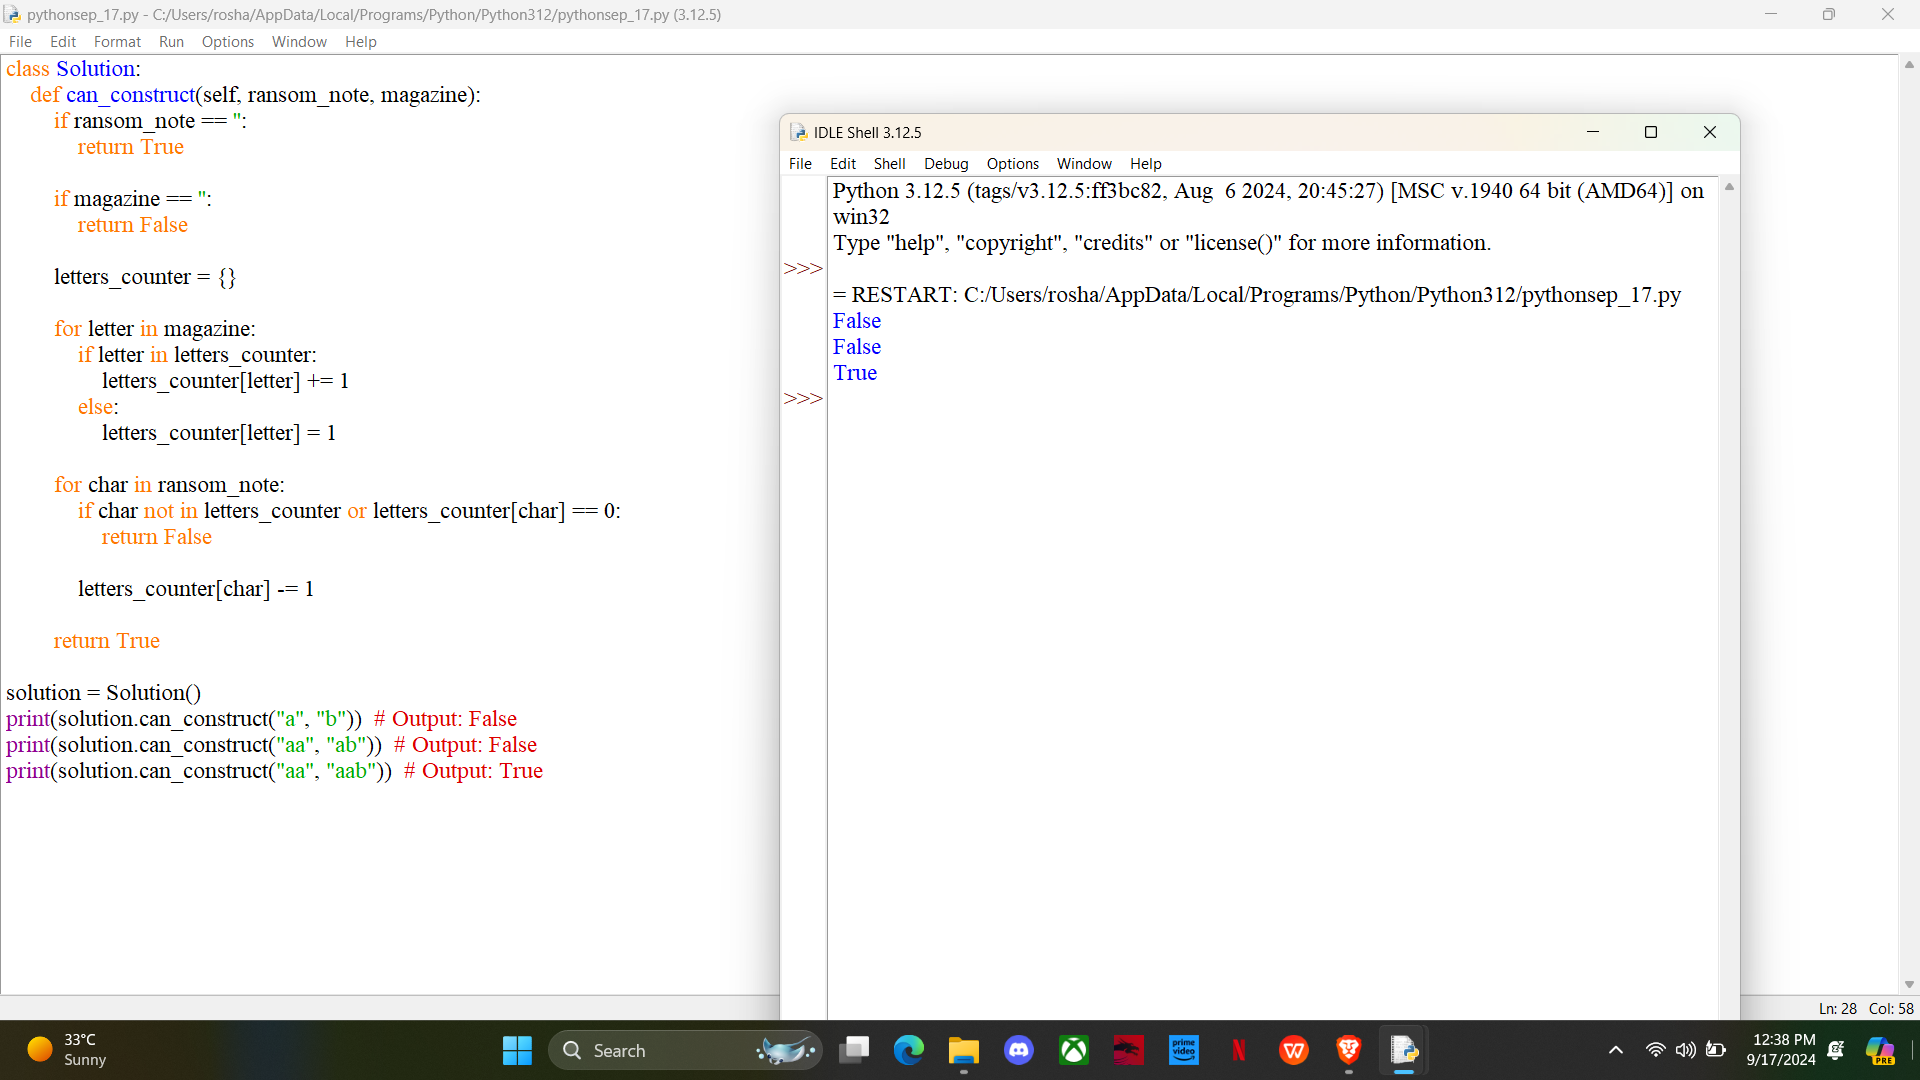 pythonsep_17.py - C:/Users/rosha/AppData/Local/Programs/Python/Python312/pythonsep_17.py (3.12.5)
File Edit Format Run Options Window Help
class Solution:
    def can_construct(self, ransom_note, magazine):
        if ransom_note == '':
            return True

        if magazine == '':
            return False

        letters_counter = {}

        for letter in magazine:
            if letter in letters_counter:
                letters_counter[letter] += 1
            else:
                letters_counter[letter] = 1

        for char in ransom_note:
            if char not in letters_counter or letters_counter[char] == 0:
                return False

            letters_counter[char] -= 1

        return True

solution = Solution()
print(solution.can_construct("a", "b"))  # Output: False
print(solution.can_construct("aa", "ab"))  # Output: False
print(solution.can_construct("aa", "aab"))  # Output: True
IDLE Shell 3.12.5
File Edit Shell Debug Options Window Help
Python 3.12.5 (tags/v3.12.5:ff3bc82, Aug  6 2024, 20:45:27) [MSC v.1940 64 bit (AMD64)] on
win32
Type "help", "copyright", "credits" or "license()" for more information.
>>>
= RESTART: C:/Users/rosha/AppData/Local/Programs/Python/Python312/pythonsep_17.py
False
False
True
>>>
Ln: 28 Col: 58
33°C
Sunny
Search
prime video
N
W
12:38 PM
9/17/2024
PRE